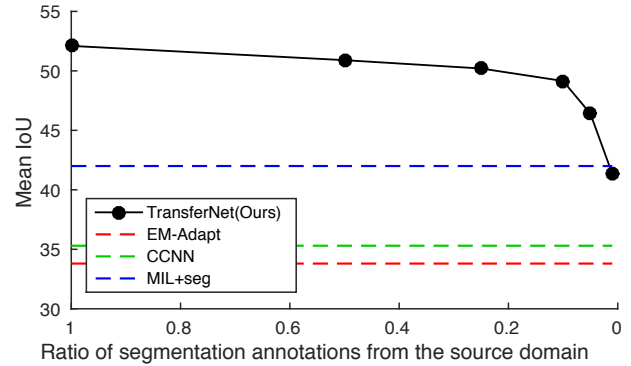 55
50
45
40
35
30
Mean IoU
TransferNet(Ours)
EM-Adapt
CCNN
MIL+seg
1 0.8 0.6 0.4 0.2 0
Ratio of segmentation annotations from the source domain